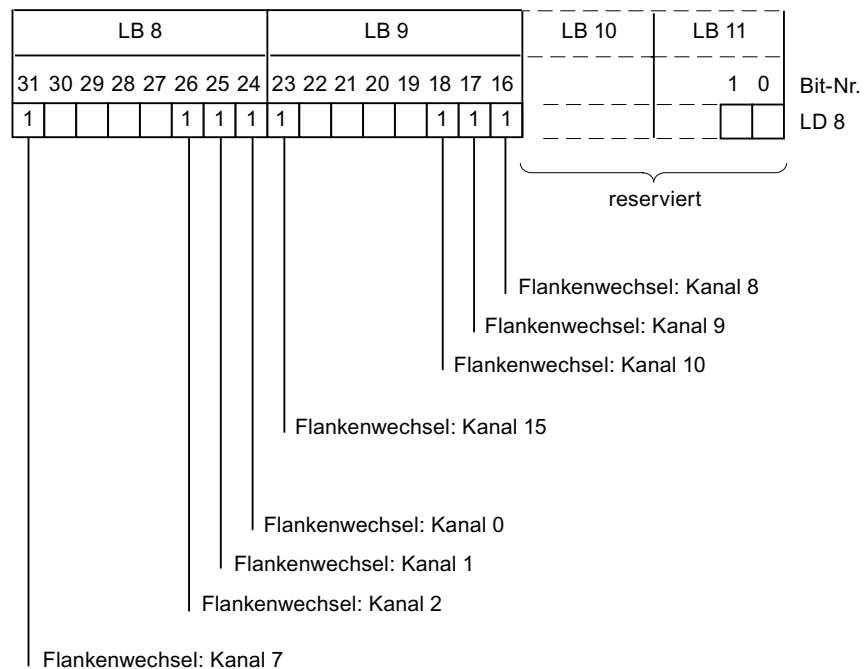 LB 8 LB 9 LB 10 LB 11
31 30 29 28 27 26 25 24 23 22 21 20 19 18 17 16 1 0 Bit-Nr.
1 1 1 1 1 1 1 1 LD 8
reserviert
Flankenwechsel: Kanal 8
Flankenwechsel: Kanal 9
Flankenwechsel: Kanal 10
Flankenwechsel: Kanal 15
Flankenwechsel: Kanal 0
Flankenwechsel: Kanal 1
Flankenwechsel: Kanal 2
Flankenwechsel: Kanal 7